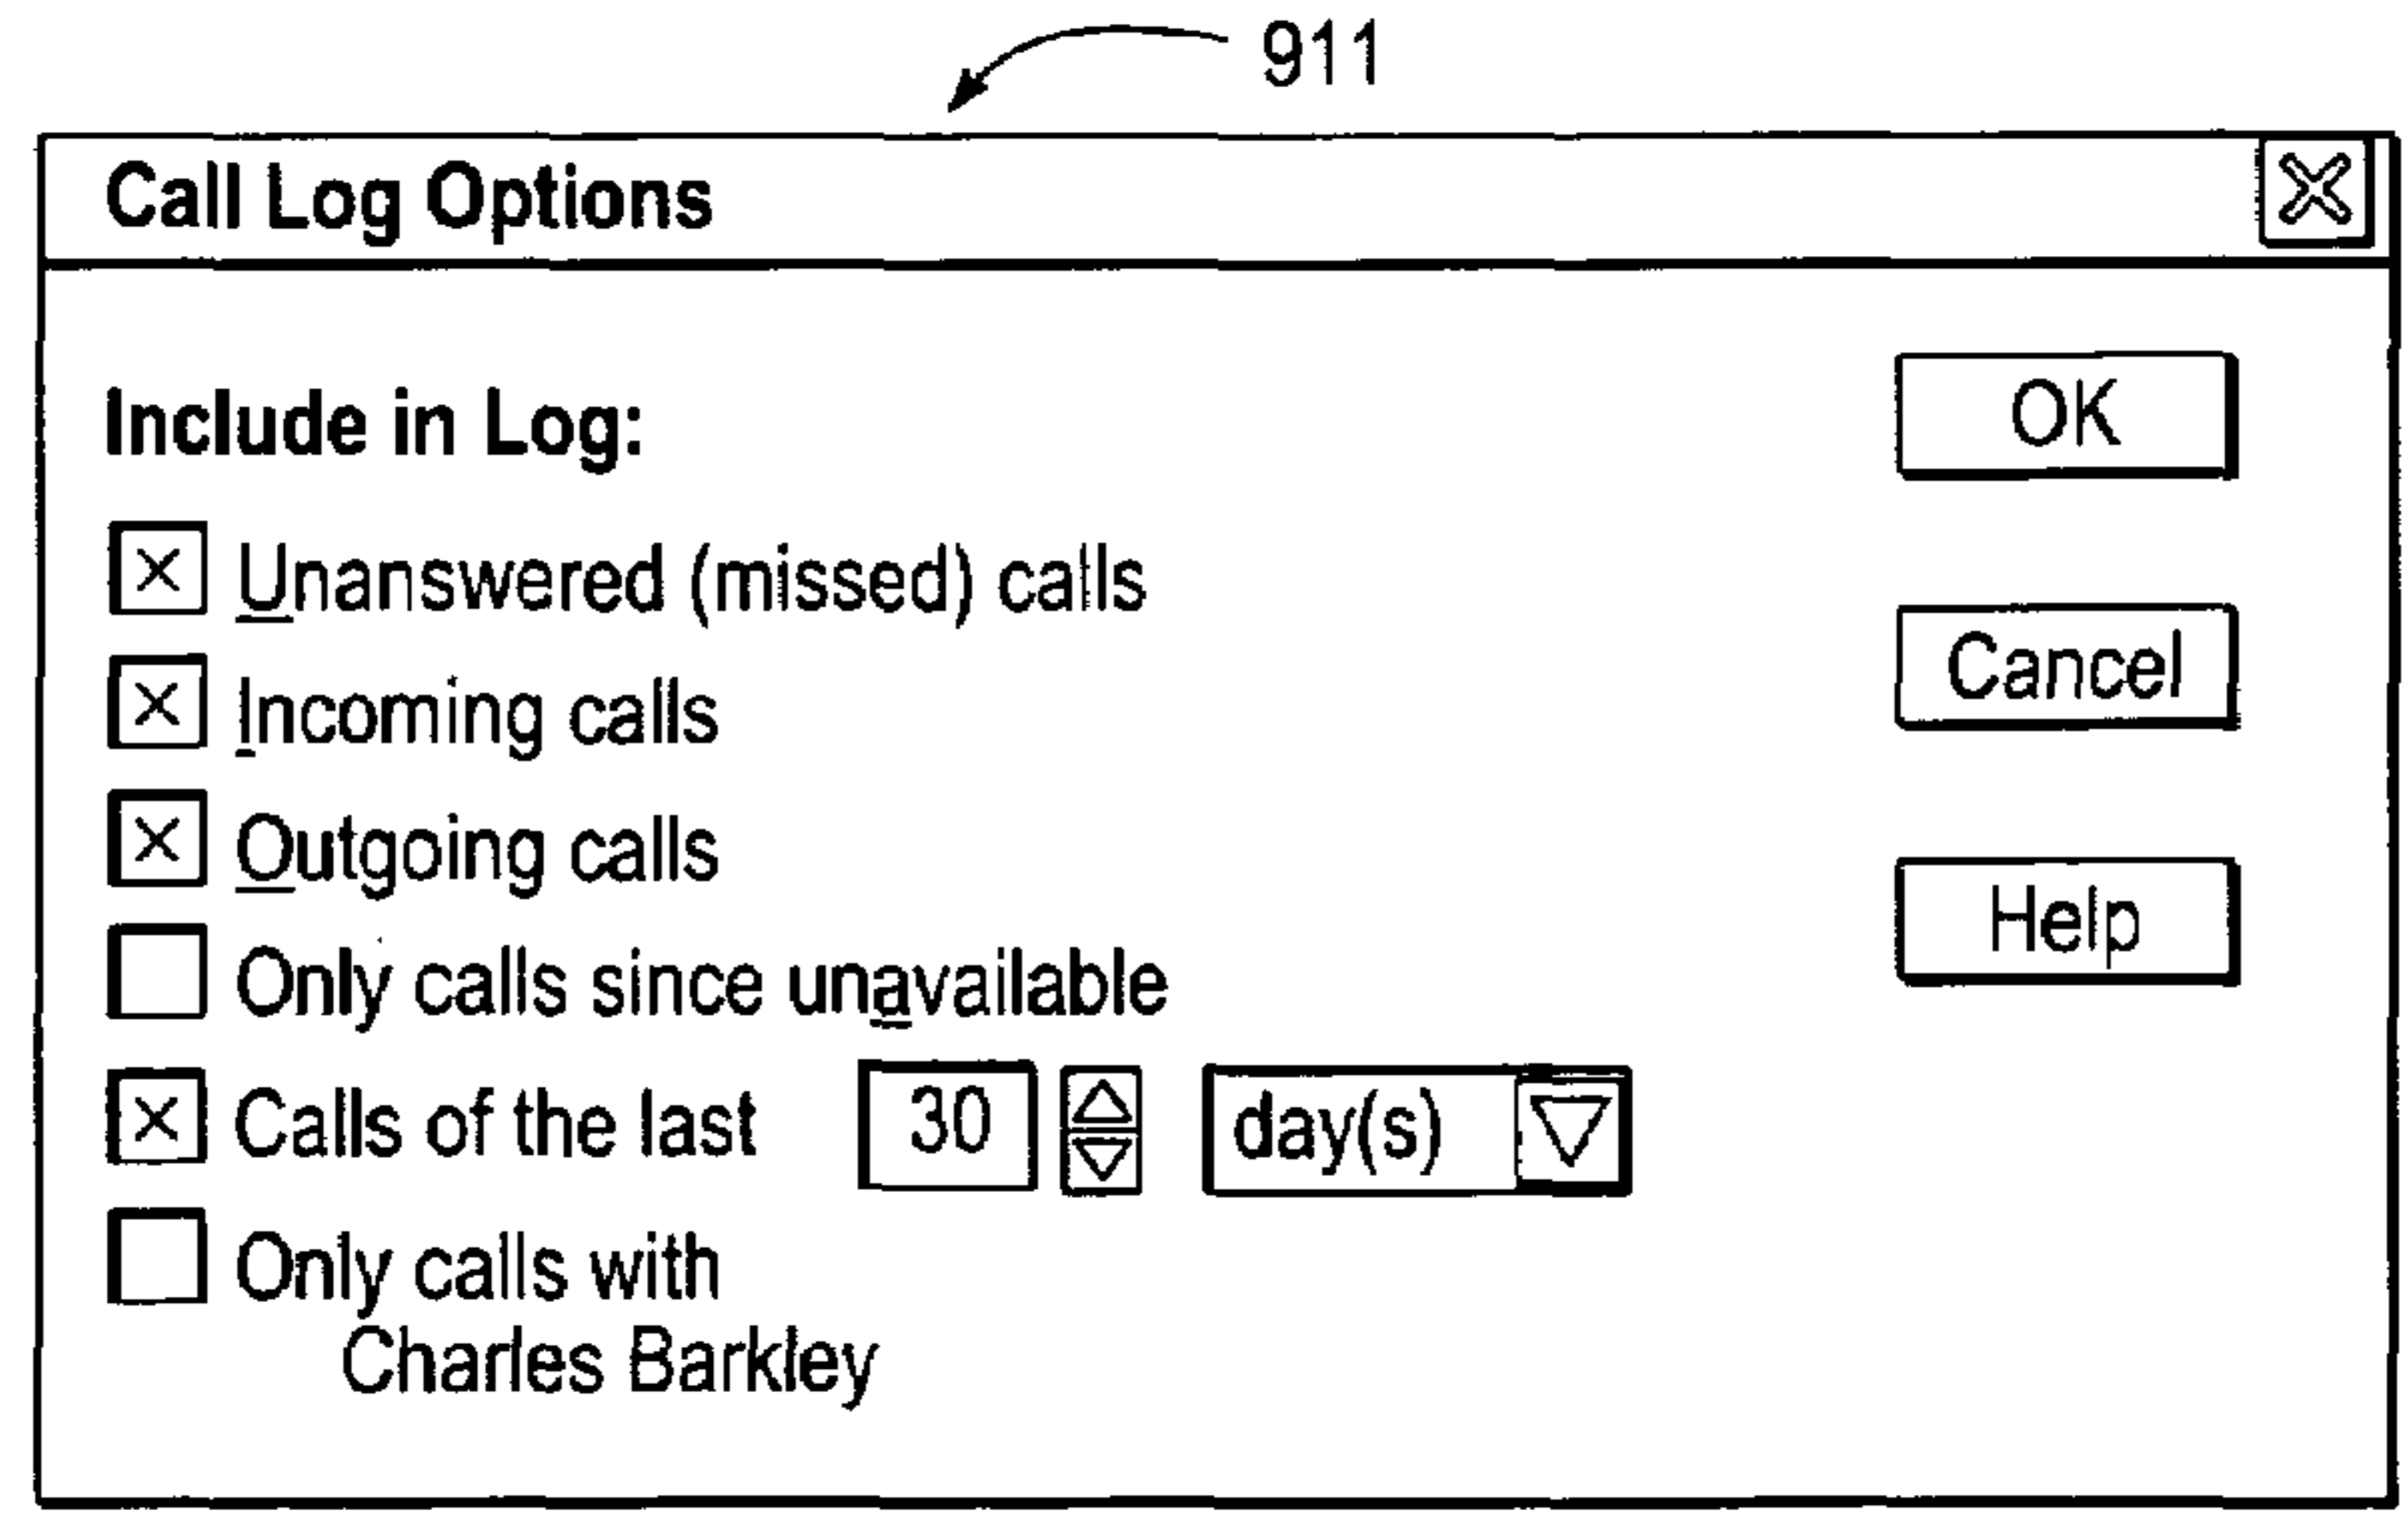 911
Call Log Options
Include in Log:
OK
Unanswered (missed) calls
Cancel
Incoming calls
Outgoing calls
Help
Only calls since unavailable
Calls of the last 30 day(s)
Only calls with
Charles Barkley